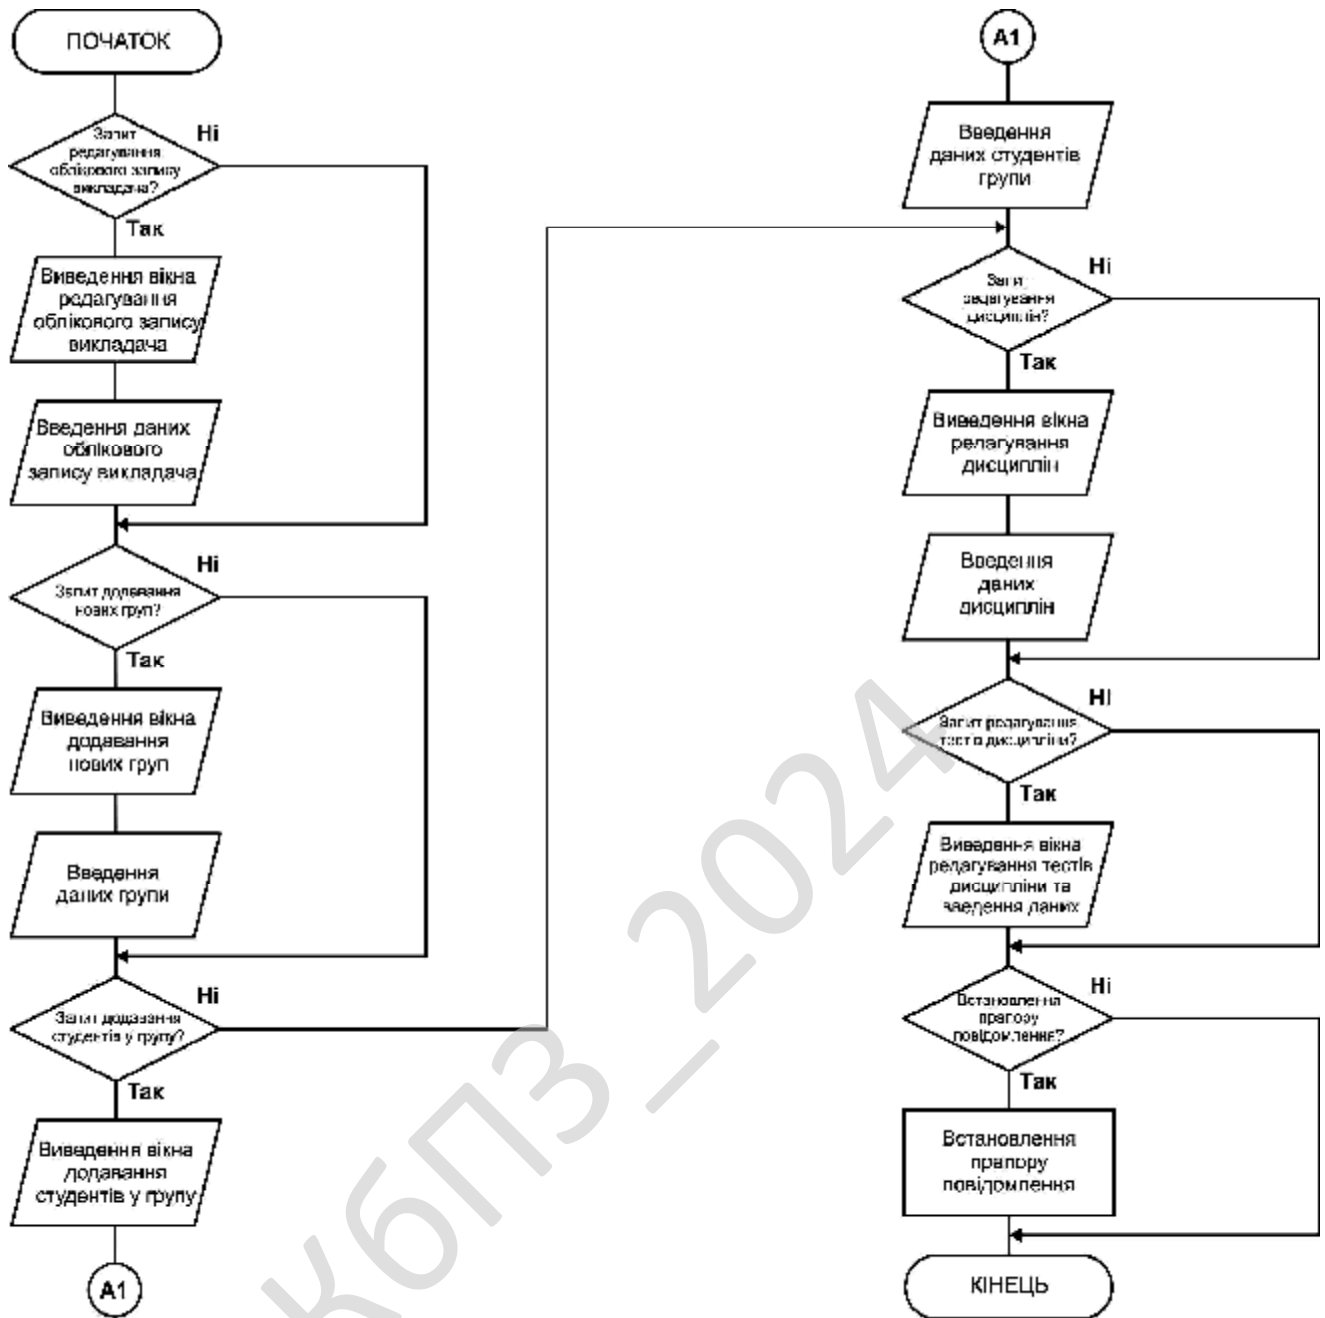 ПОЧАТОК
Запит
редагування
облікового запису
викладача?
Ні
Так
Виведення вікна
редагування
облікового запису
викладача
Введення даних
облікового
запису викладача
Запит додавання
нових груп?
Ні
Так
Виведення вікна
додавання
нових груп
Введення
даних групи
Запит додавання
студентів у групу?
Ні
Так
Виведення вікна
додавання
студентів у групу
А1
А1
Введення
даних студентів
групи
Запит
редагування
дисциплін?
Ні
Так
Виведення вікна
редагування
дисциплін
Введення
даних
дисциплін
Запит редагування
тестів дисципліни?
Ні
Так
Виведення вікна
редагування тестів
дисципліни та
введення даних
Встановлення
прапору
повідомлення?
Ні
Так
Встановлення
прапору
повідомлення
КІНЕЦЬ
КбПЗ_2024